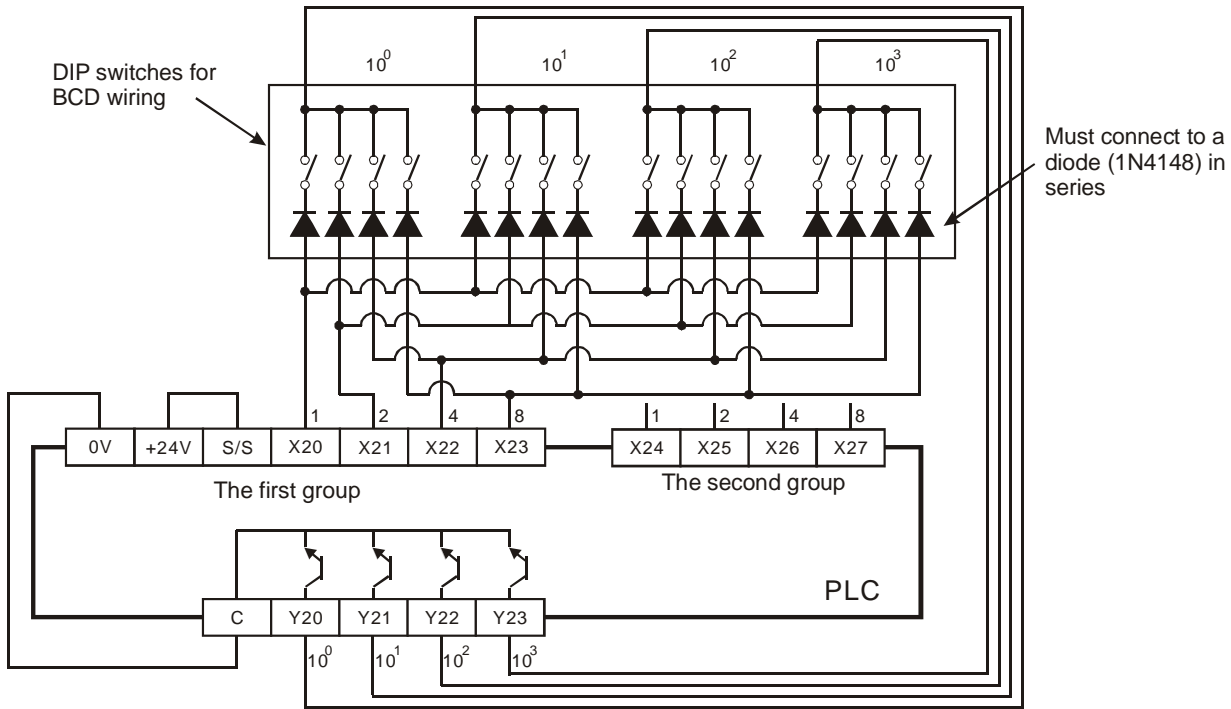 10^0 10^1 10^2 10^3
DIP switches for
BCD wiring
Must connect to a
diode (1N4148) in
series
1 2 4 8 1 2 4 8
0V +24V S/S X20 X21 X22 X23 X24 X25 X26 X27
The first group The second group
PLC
C Y20 Y21 Y22 Y23
10^0 10^1 10^2 10^3